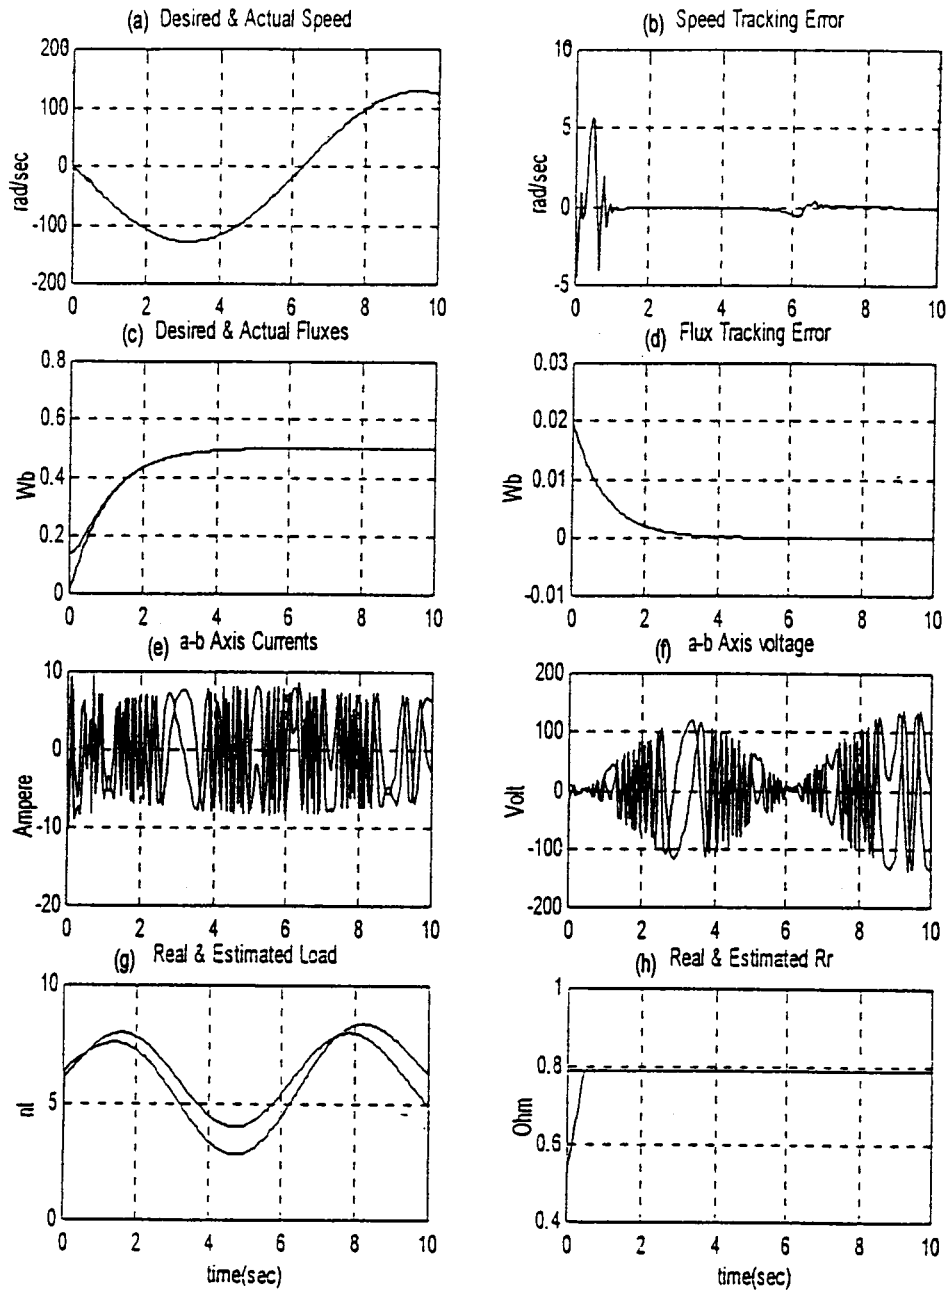 (a) Desired & Actual Speed
200
100
0
-100
-200
rad/sec
0 2 4 6 8 10
(b) Speed Tracking Error
10
5
0
-5
rad/sec
0 2 4 6 8 10
(c) Desired & Actual Fluxes
0.8
0.6
0.4
0.2
0
Wb
0 2 4 6 8 10
(d) Flux Tracking Error
0.03
0.02
0.01
0
-0.01
Wb
0 2 4 6 8 10
(e) a-b Axis Currents
10
0
-10
-20
Ampere
0 2 4 6 8 10
(f) a-b Axis voltage
200
100
0
-100
-200
Volt
0 2 4 6 8 10
(g) Real & Estimated Load
10
5
0
nl
0 2 4 6 8 10
time(sec)
(h) Real & Estimated Rr
1
0.8
0.6
0.4
Ohm
0 2 4 6 8 10
time(sec)